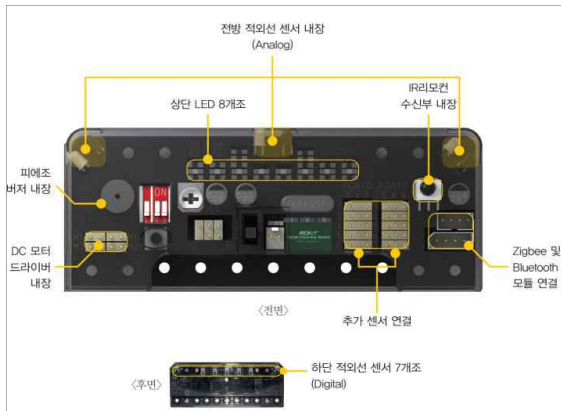 전방 적외선 센서 내장
(Analog)
IR리모컨
수신부 내장
상단 LED 8개조
피에조
버저 내장
ON
DC 모터
드라이버
내장
Zigbee 및
Bluetooth
모듈 연결
〈전면〉
추가 센서 연결
〈후면〉
하단 적외선 센서 7개조
(Digital)